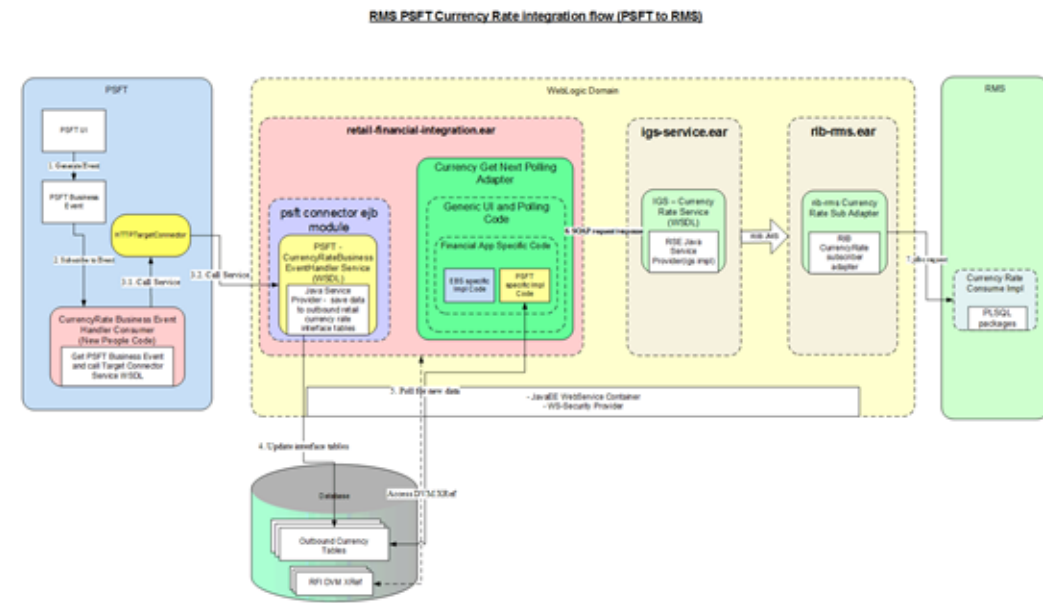 RMS PSFT Currency Rate integration flow (PSFT to RMS)
PSFT
PSFT UI
1. Generate Event
PSFT Business
Event
2. Subscribe to Event
HTTPTargetConnector
3.1. Call Service
CurrencyRate Business Event
Handler Consumer
(New People Code)
Get PSFT Business Event
and call Target Connector
Service WSDL
3.2. Call Service
WebLogic Domain
retail-financial-integration.ear
psft connector ejb
module
PSFT -
CurrencyRateBusiness
EventHandler Service
(WSDL)
Java Service
Provider - save data
to outbound retail
currency rate
interface tables
Currency Get Next Polling
Adapter
Generic UI and Polling
Code
Financial App Specific Code
EBS specific
Impl Code
PSFT
specific Impl
Code
6. SOAP request/response
igs-service.ear
IGS – Currency
Rate Service
(WSDL)
RSE Java
Service
Provider(igs impl)
rib-rms.ear
rib-rms Currency
Rate Sub Adapter
RIB
CurrencyRate
subscriber
adapter
RMS
Currency Rate
Consume Impl
PLSQL
packages
5. Poll for new data
- JavaEE WebService Container
- WS-Security Provider
4. Update interface tables
Access DVM/XRef
Database
Outbound Currency
Tables
RFI DVM XRef